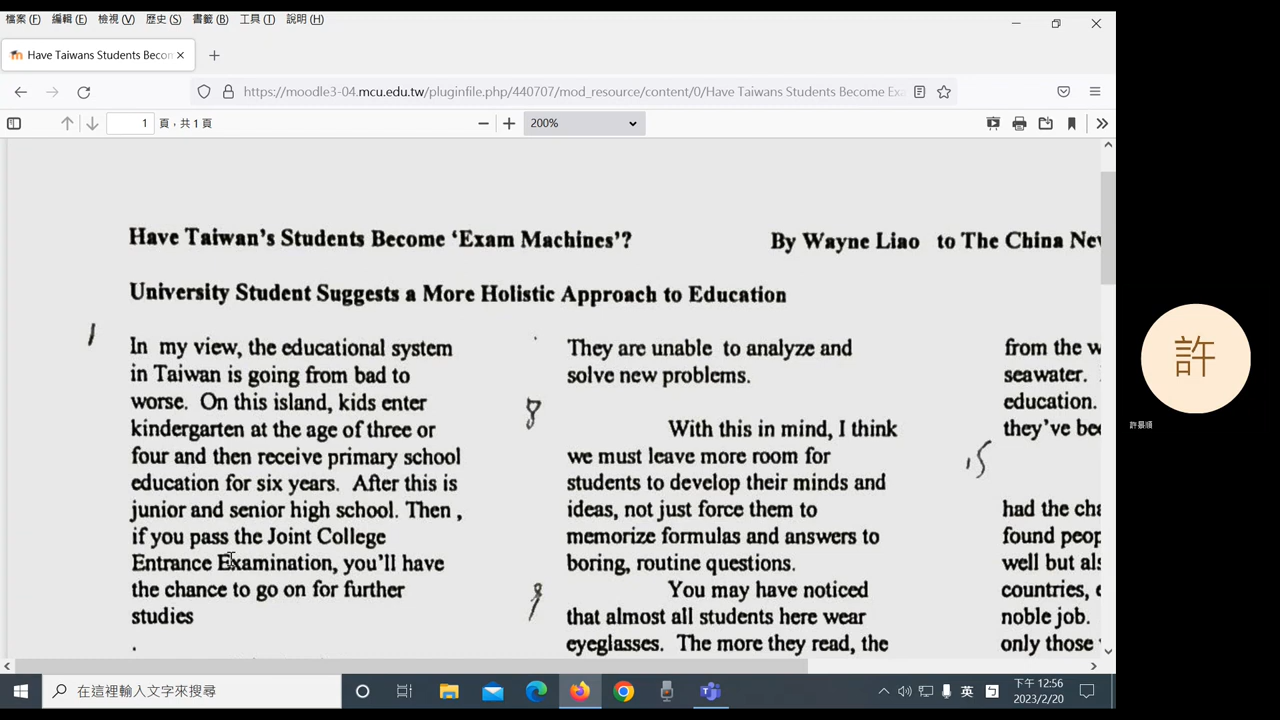 檔案 (F) 編輯(E) 檢視(V) 歷史(S) 書籤(B) 工具(T) 說明(H)
Have Taiwans Students Becom
https://moodle3-04.mcu.edu.tw/pluginfile.php/440707/mod_resource/content/0/Have Taiwans Students Become Exa
1 頁，共 1 頁
200%
Have Taiwan's Students Become 'Exam Machines'? By Wayne Liao to The China New
University Student Suggests a More Holistic Approach to Education
1
In my view, the educational system
in Taiwan is going from bad to
worse. On this island, kids enter
kindergarten at the age of three or
four and then receive primary school
education for six years. After this is
junior and senior high school. Then ,
if you pass the Joint College
Entrance Examination, you'll have
the chance to go on for further
studies
.
They are unable to analyze and
solve new problems.
8
With this in mind, I think
we must leave more room for
students to develop their minds and
ideas, not just force them to
memorize formulas and answers to
boring, routine questions.
9
You may have noticed
that almost all students here wear
eyeglasses. The more they read, the
from the w
seawater.
education.
they've bee
15
had the cha
found peop
well but als
countries, e
noble job.
only those
許
許景順
在這裡輸入文字來搜尋
英
下午 12:56
2023/2/20